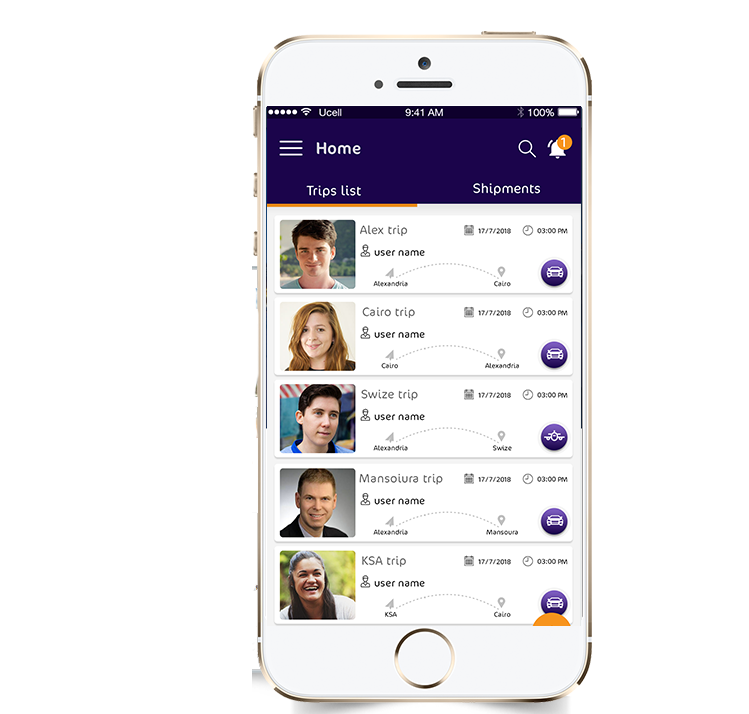 Ucell 9:41 AM 100%
Home 1
Trips list Shipments
Alex trip 17/7/2018 03:00 PM
user name
Alexandria Cairo
Cairo trip 17/7/2018 03:00 PM
user name
Cairo Alexandria
Swize trip 17/7/2018 03:00 PM
user name
Alexandria Swize
Mansoiura trip 17/7/2018 03:00 PM
user name
Alexandria Mansoura
KSA trip 17/7/2018 03:00 PM
user name
KSA Cairo